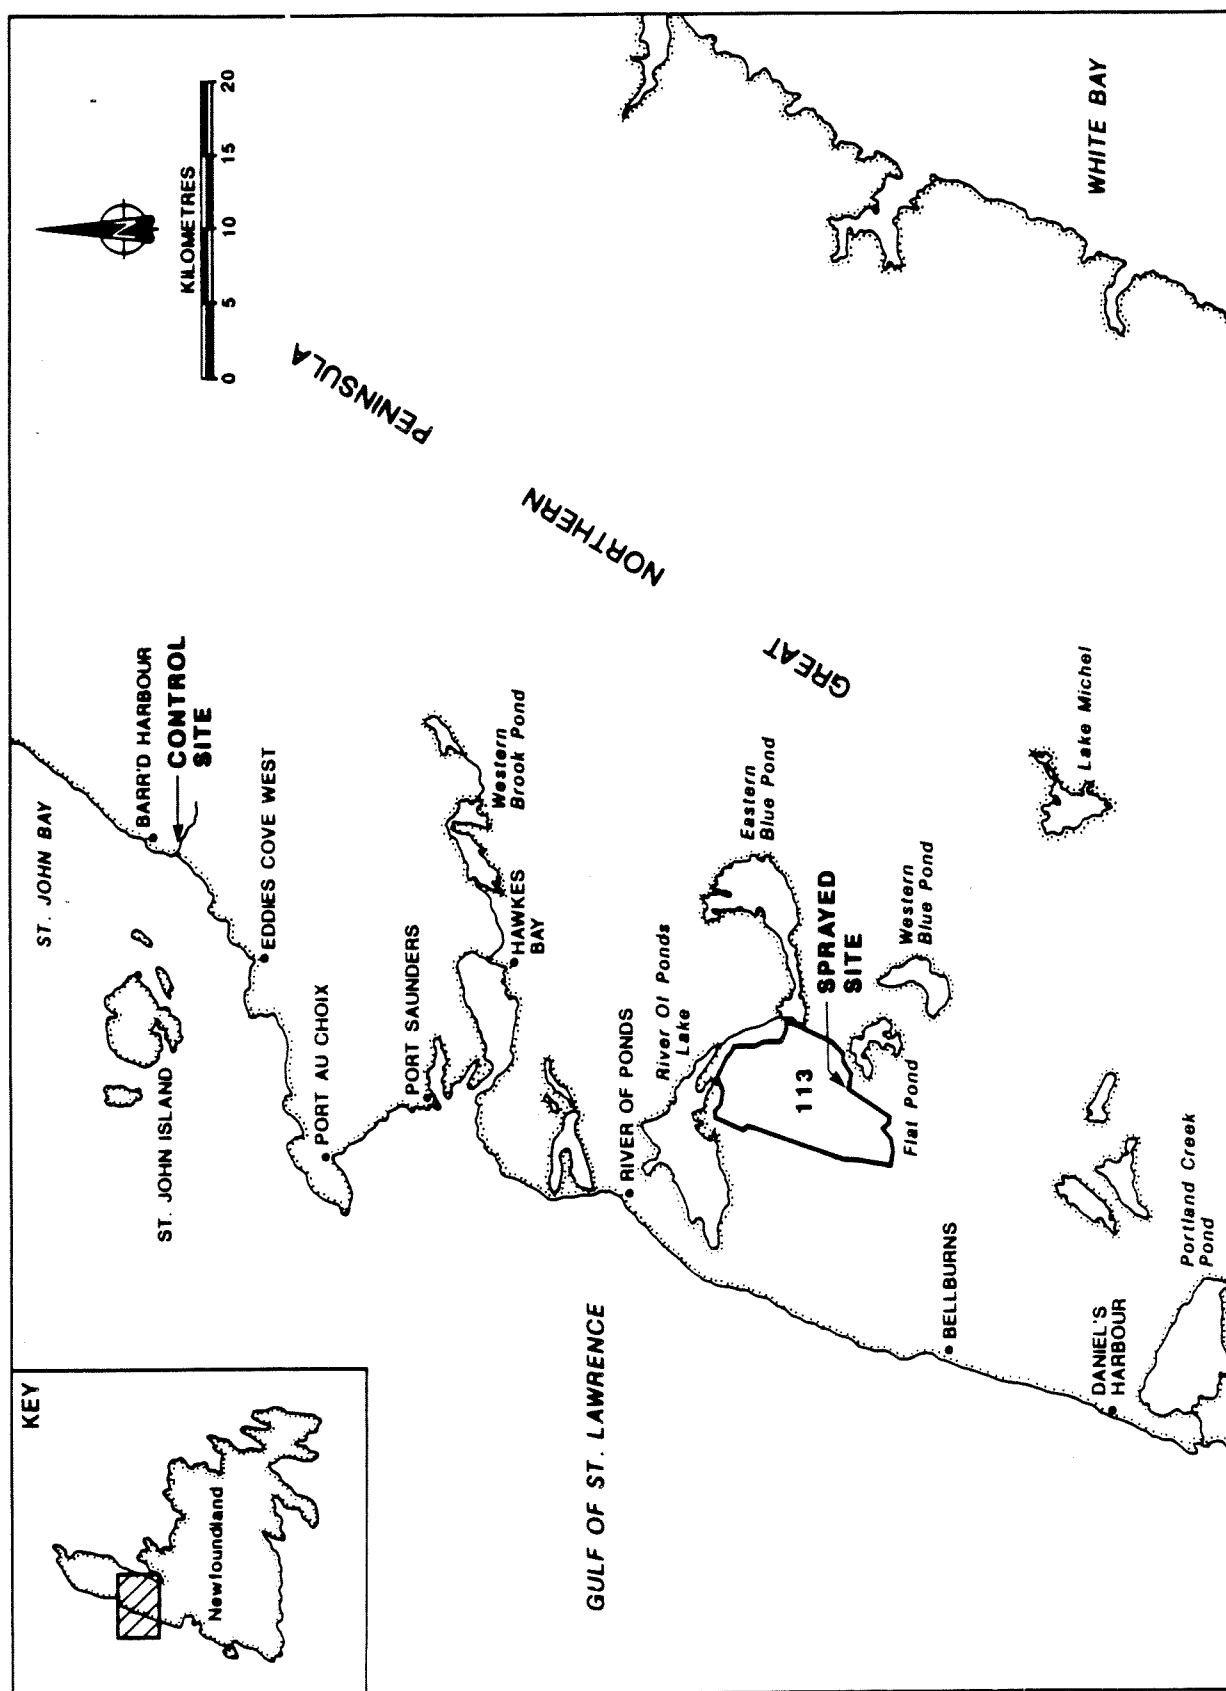 KEY
Newfoundland
ST. JOHN BAY
ST. JOHN ISLAND
BARR'D HARBOUR
CONTROL
SITE
EDDIES COVE WEST
PORT AU CHOIX
PORT SAUNDERS
HAWKES
BAY
Western
Brook Pond
N
KILOMETRES
0 5 10 15 20
GREAT
NORTHERN
PENINSULA
GULF OF ST. LAWRENCE
RIVER OF PONDS
River Of Ponds
Lake
Eastern
Blue Pond
113
SPRAYED
SITE
Flat Pond
Western
Blue Pond
BELLBURNS
Lake Michel
DANIEL'S
HARBOUR
Portland Creek
Pond
WHITE BAY